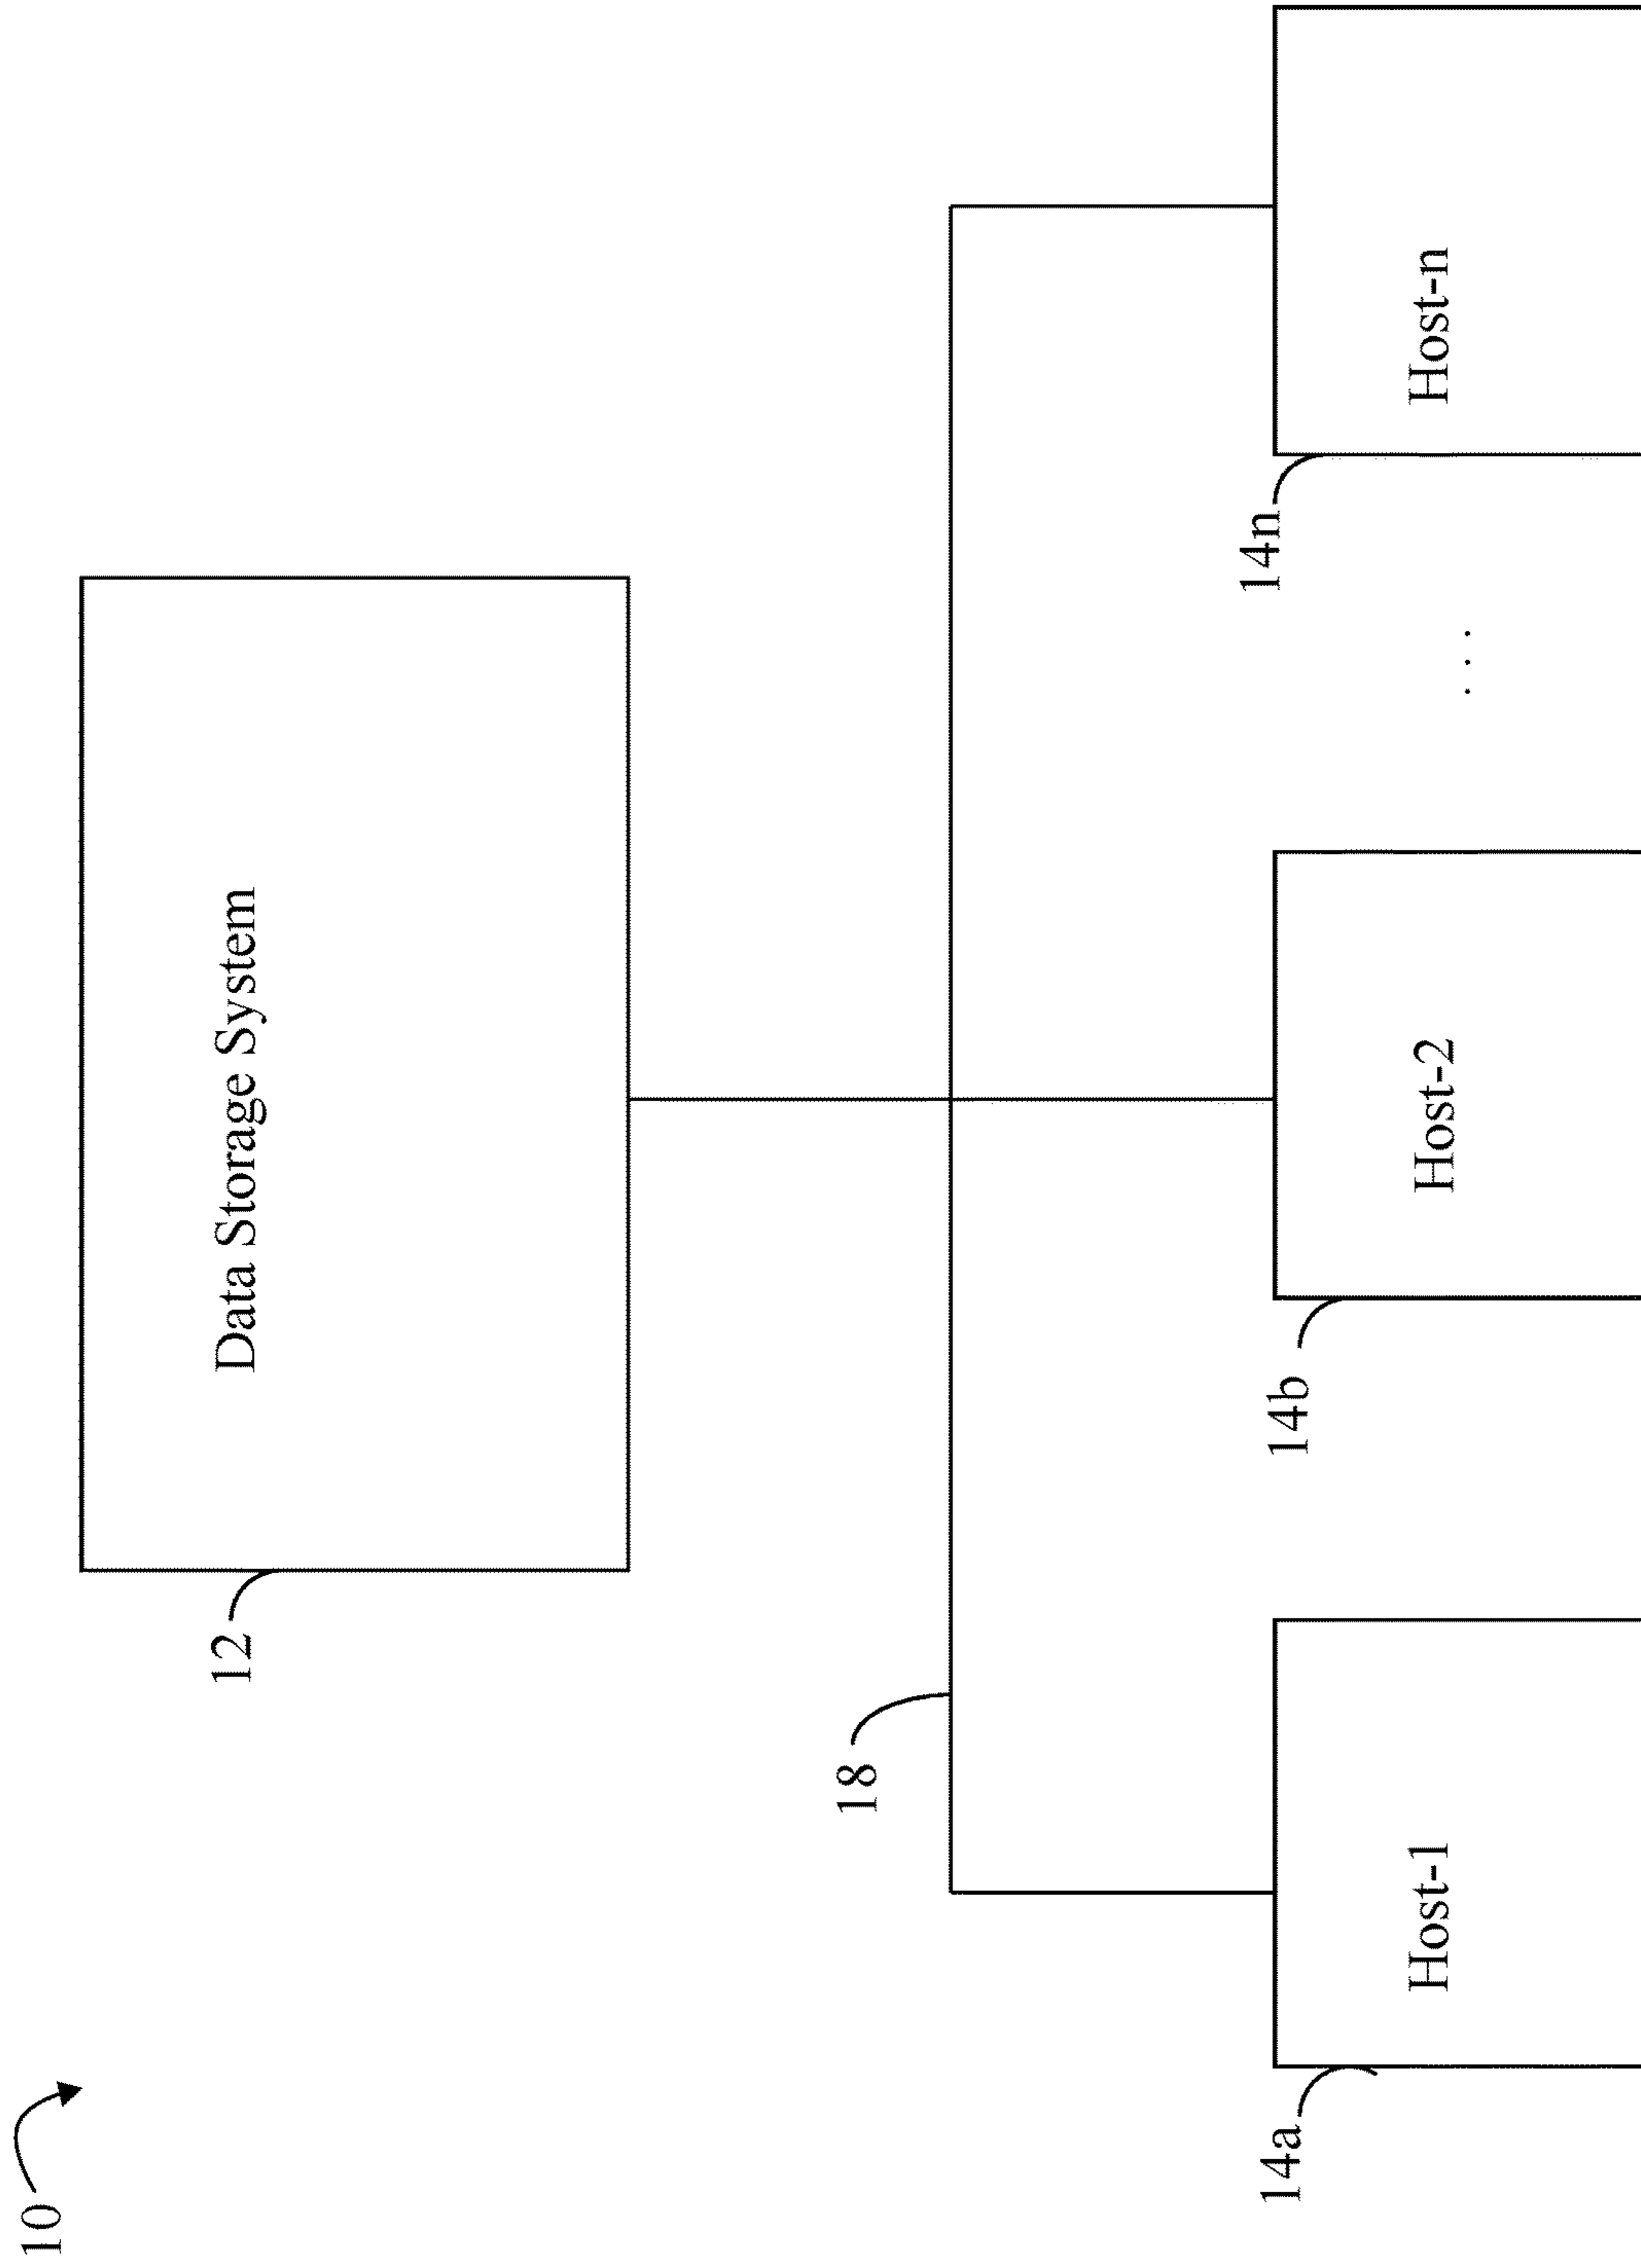 10
Data Storage System
12
18
Host-1
Host-2
Host-n
14a
14b
14n
. . .